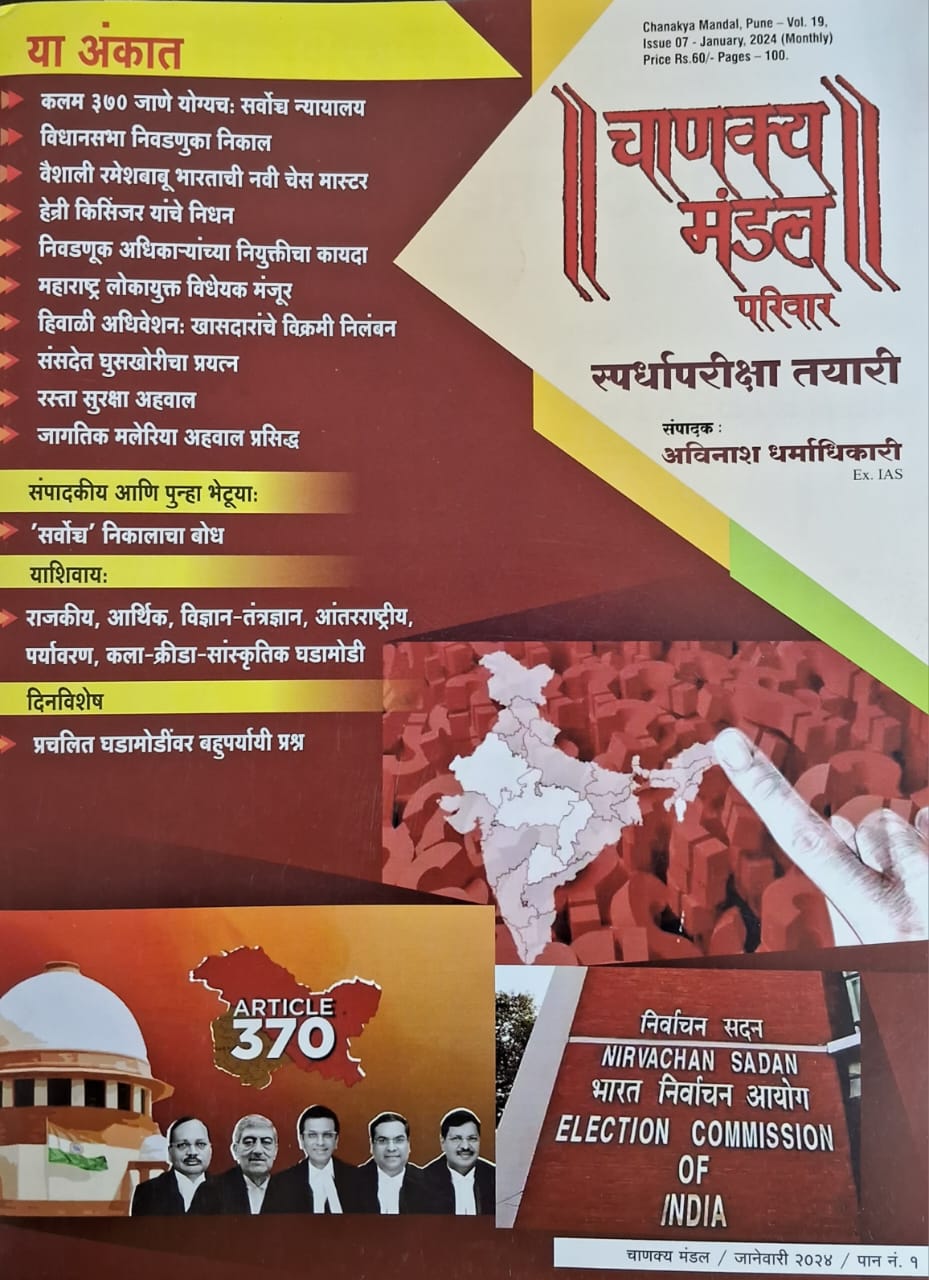 या अंकात
कलम ३७० जाणे योग्यच: सर्वोच्च न्यायालय
विधानसभा निवडणुका निकाल
वैशाली रमेशबाबू भारताची नवी चेस मास्टर
हेन्री किसिंजर यांचे निधन
निवडणूक अधिकाऱ्यांच्या नियुक्तीचा कायदा
महाराष्ट्र लोकायुक्त विधेयक मंजूर
हिवाळी अधिवेशन: खासदारांचे विक्रमी निलंबन
संसदेत घुसखोरीचा प्रयत्न
रस्ता सुरक्षा अहवाल
जागतिक मलेरिया अहवाल प्रसिद्ध
संपादकीय आणि पुन्हा भेटूया:
'सर्वोच्च' निकालाचा बोध
याशिवाय:
राजकीय, आर्थिक, विज्ञान-तंत्रज्ञान, आंतरराष्ट्रीय,
पर्यावरण, कला-क्रीडा-सांस्कृतिक घडामोडी
दिनविशेष
प्रचलित घडामोडींवर बहुपर्यायी प्रश्न
Chanakya Mandal, Pune – Vol. 19,
Issue 07 - January, 2024 (Monthly)
Price Rs.60/- Pages – 100.
॥ चाणक्य
मंडल ॥
परिवार
स्पर्धापरीक्षा तयारी
संपादक :
अविनाश धर्माधिकारी
Ex. IAS
ARTICLE
370
निर्वाचन सदन
NIRVACHAN SADAN
भारत निर्वाचन आयोग
ELECTION COMMISSION
OF
INDIA
चाणक्य मंडल / जानेवारी २०२४ / पान नं. १